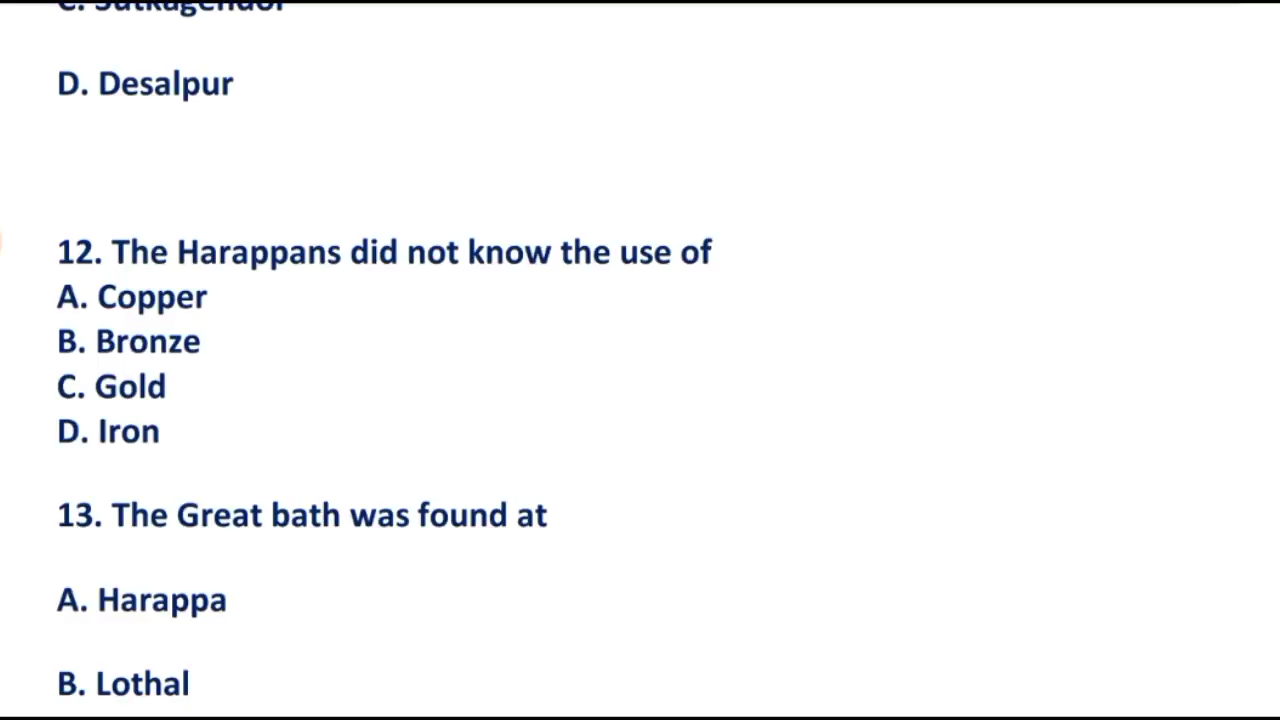 D. Desalpur
12. The Harappans did not know the use of
A. Copper
B. Bronze
C. Gold
D. Iron
13. The Great bath was found at
A. Harappa
B. Lothal